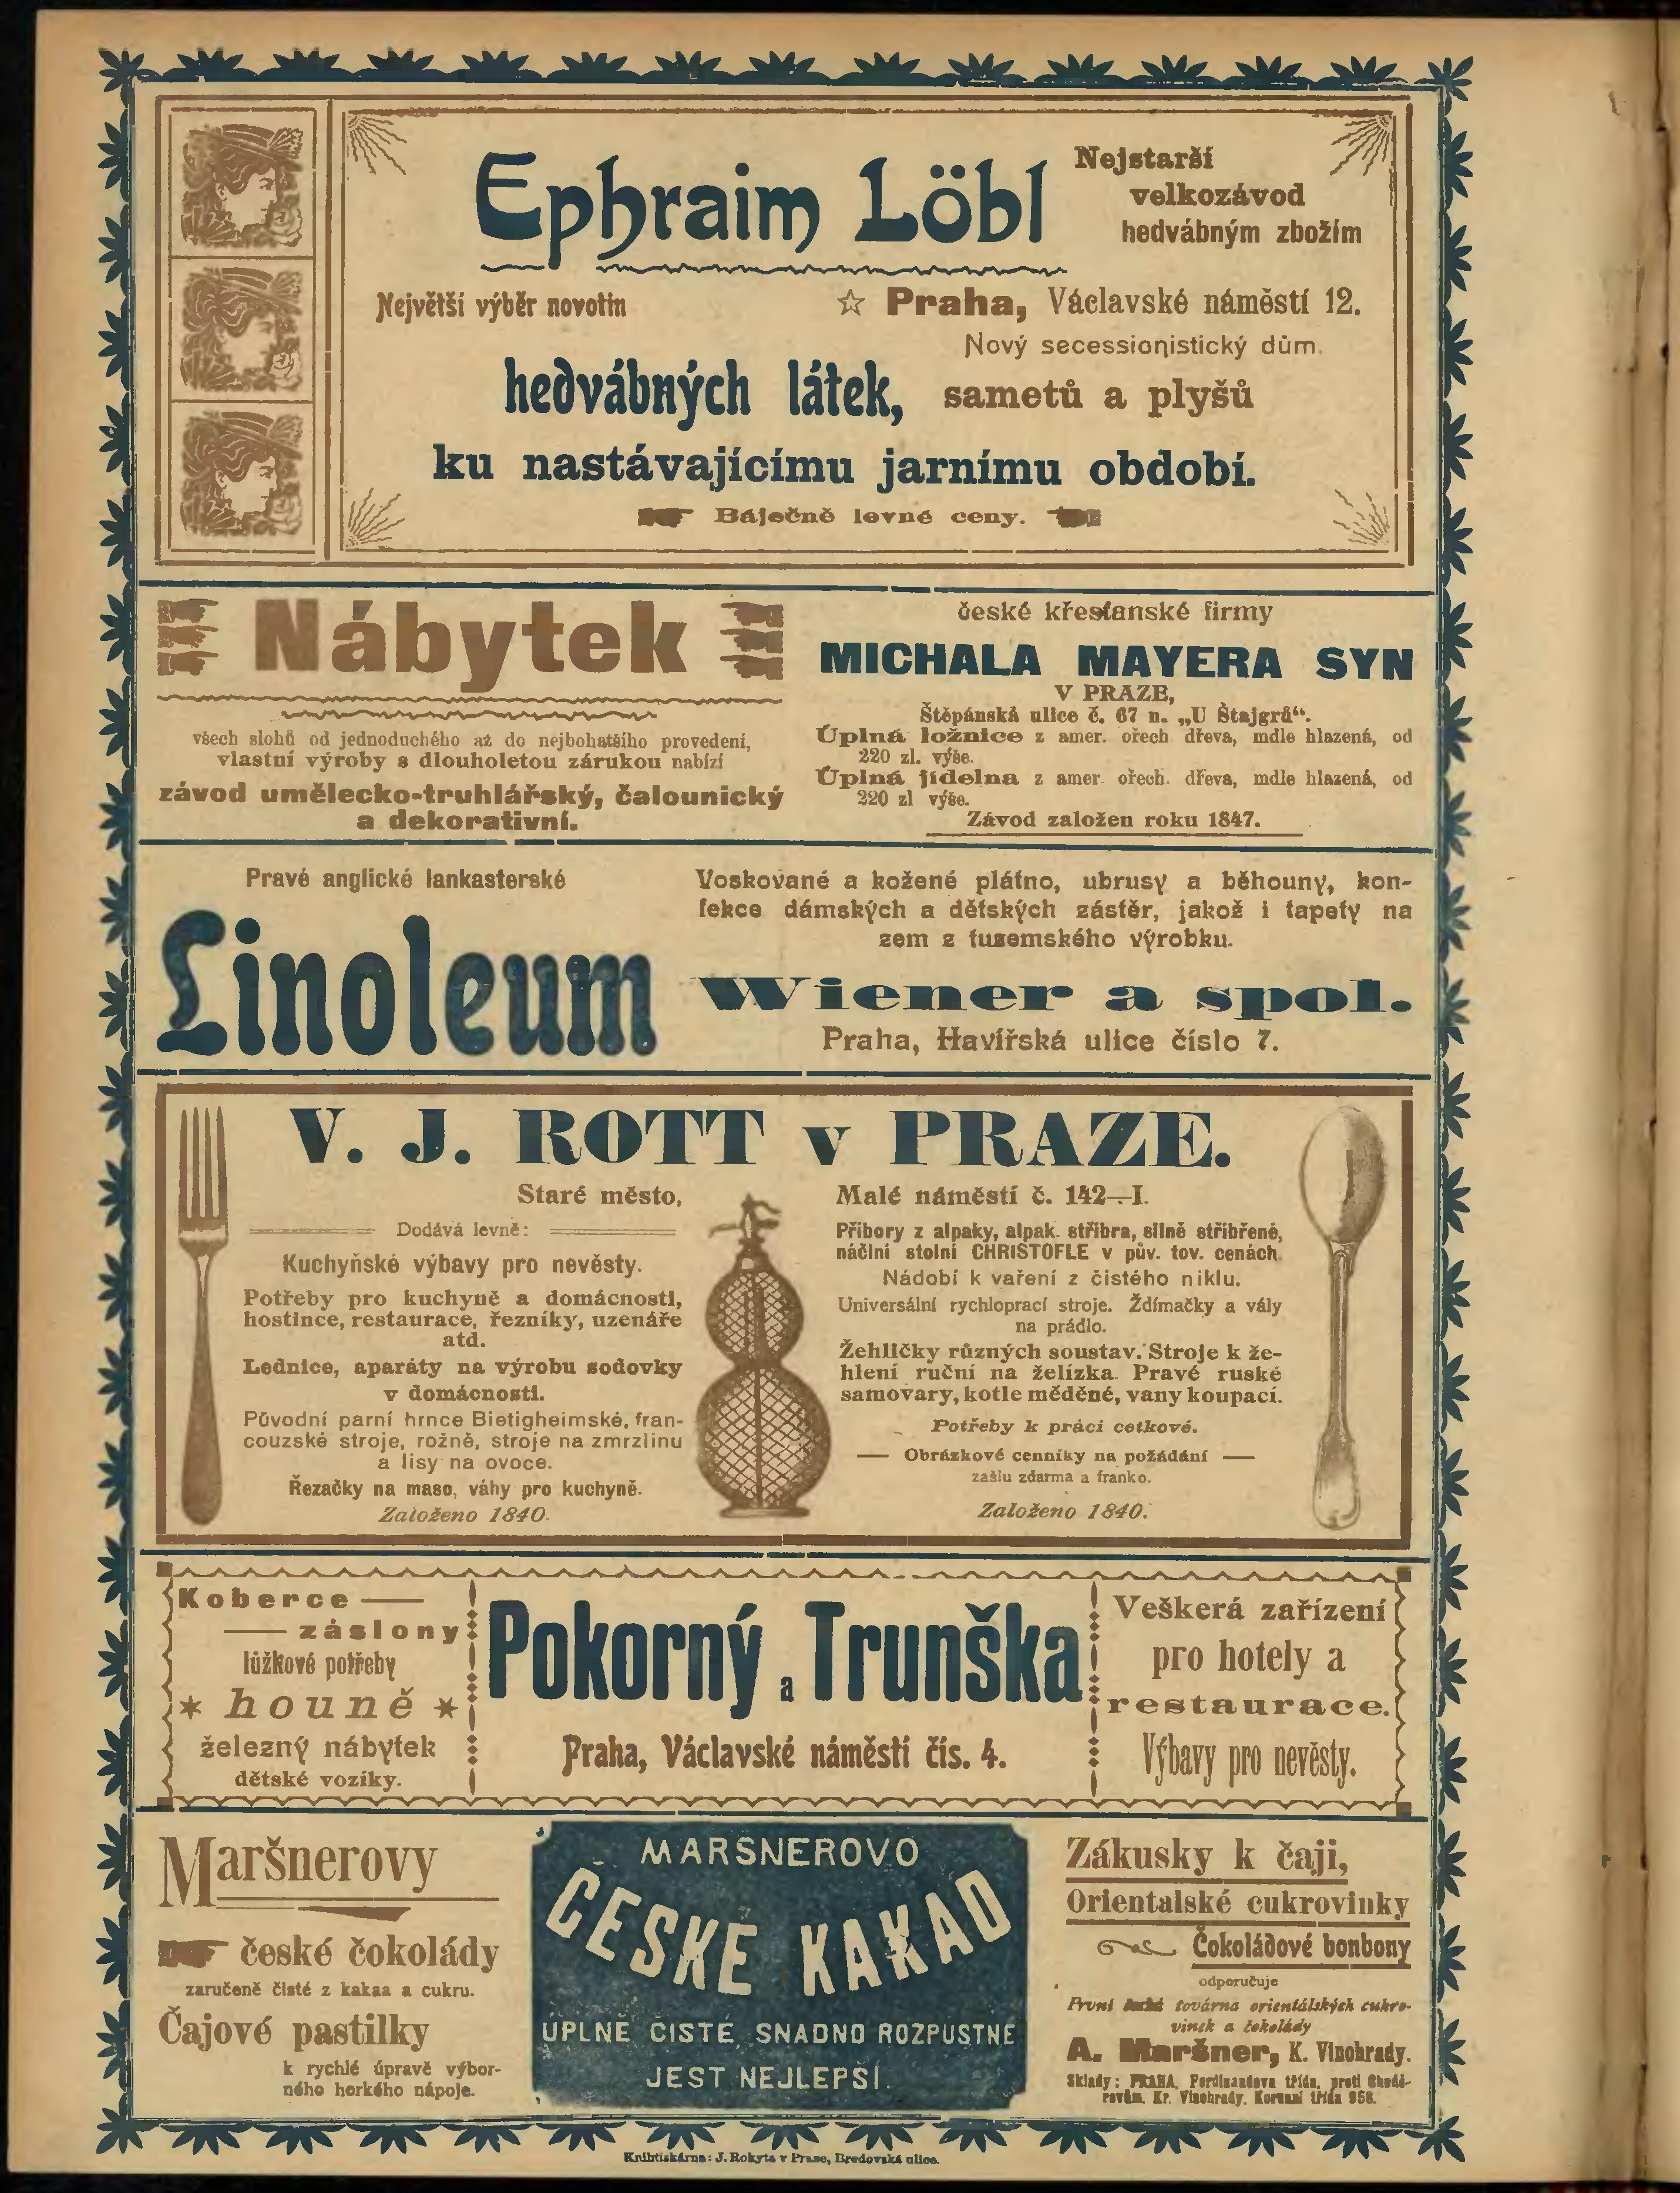 Ephraim Löbl
Nejstarší
velkozávod
hedvábným zbožím
Největší výběr novotin
☆ Praha, Václavské náměstí 12.
Nový secessionistický dům.
hedvábných látek, sametů a plyšů
ku nastávajícímu jarnímu období.
Báječně levné ceny.
Nábytek
všech slohů od jednoduchého až do nejbohatšího provedení,
vlastní výroby s dlouholetou zárukou nabízí
závod umělecko-truhlářský, čalounický
a dekorativní.
české křesťanské firmy
MICHALA MAYERA SYN
V PRAZE,
Štěpánská ulice č. 67 n. „U Štajgrů“.
Úplná ložnice z amer. ořech. dřeva, mdle hlazená, od
220 zl. výše.
Úplná jídelna z amer. ořech. dřeva, mdle hlazená, od
220 zl výše.
Závod založen roku 1847.
Pravé anglické lankasterské
Linoleum
Voskované a kožené plátno, ubrusy a běhouny, kon-
fekce dámských a dětských zástěr, jakož i tapety na
zem z tuzemského výrobku.
Wiener a spol.
Praha, Havířská ulice číslo 7.
V. J. ROTT v PRAZE.
Staré město,
Dodává levně:
Kuchyňské výbavy pro nevěsty.
Potřeby pro kuchyně a domácnosti,
hostince, restaurace, řezníky, uzenáře
atd.
Lednice, aparáty na výrobu sodovky
v domácnosti.
Původní parní hrnce Bietigheimské, fran-
couzské stroje, rožně, stroje na zmrzlinu
a lisy na ovoce.
Řezačky na maso, váhy pro kuchyně.
Založeno 1840.
Malé náměstí č. 142—I.
Příbory z alpaky, alpak. stříbra, silně stříbřené,
náčiní stolní CHRISTOFLE v pův. tov. cenách.
Nádobí k vaření z čistého niklu.
Universální rychloprací stroje. Ždímačky a vály
na prádlo.
Žehličky různých soustav. Stroje k že-
hlení ruční na želízka. Pravé ruské
samovary, kotle měděné, vany koupací.
Potřeby k práci cetkové.
— Obrázkové cenníky na požádání —
zašlu zdarma a franko.
Založeno 1840.
Koberce —
— záslony
lůžkové potřeby
* houně *
železný nábytek
dětské vozíky.
Pokorný a Trunška
Praha, Václavské náměstí čís. 4.
Veškerá zařízení
pro hotely a
restaurace.
Výbavy pro nevěsty.
Maršnerovy
české čokolády
zaručeně čisté z kakaa a cukru.
Čajové pastilky
k rychlé úpravě výbor-
ného horkého nápoje.
MARŠNEROVO
ČESKÉ KAKAO
ÚPLNĚ ČISTÉ, SNADNO ROZPUSTNÉ
JEST NEJLEPŠÍ.
Zákusky k čaji,
Orientalské cukrovinky
Čokoládové bonbony
odporučuje
První česká továrna orientálských cukro-
vinek a čokolády
A. Maršner, K. Vinohrady.
Sklady: PRAHA, Ferdinandova třída, proti Chodě-
rovům. Kr. Vinohrady, Korunní třída 958.
Knihtiskárna: J. Rokyta v Praze, Bredovská ulice.